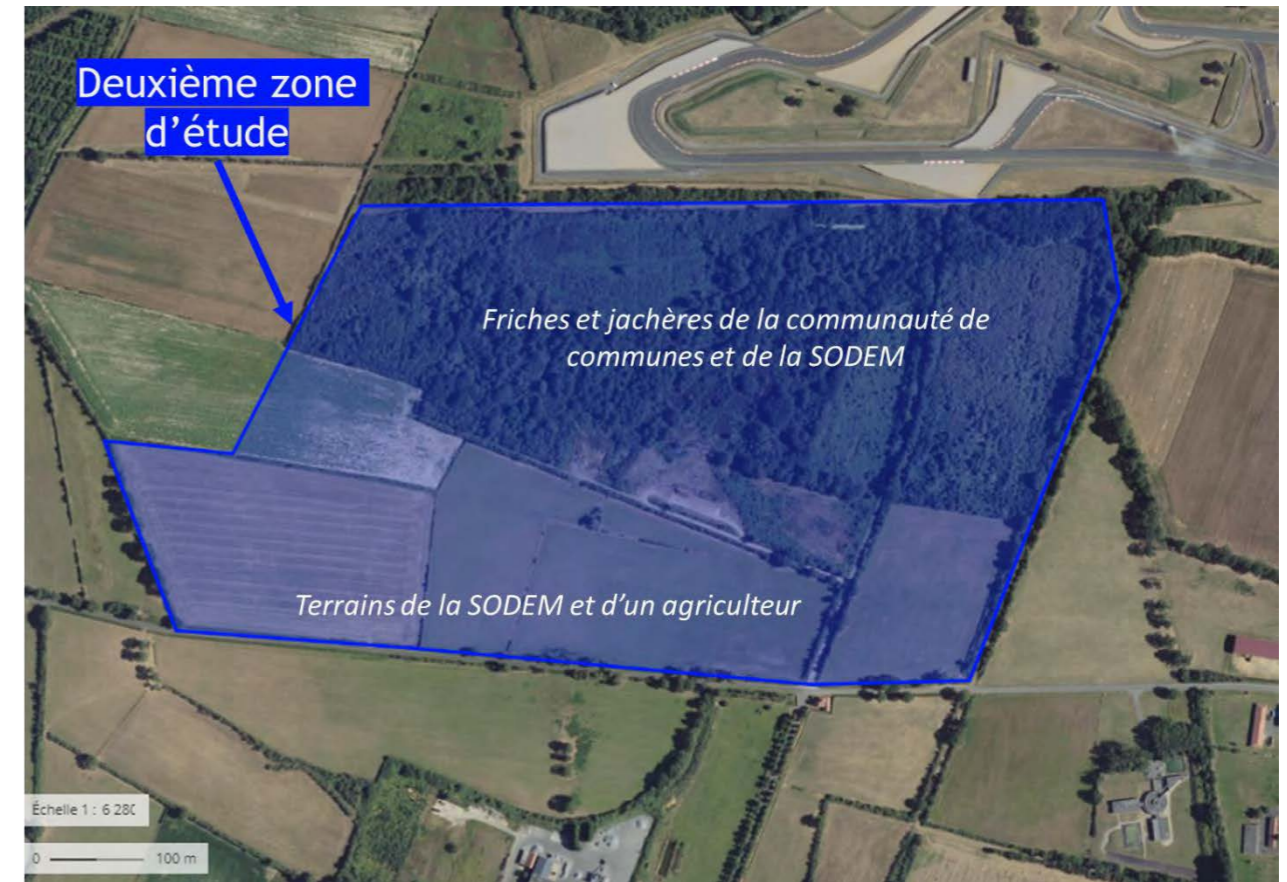 Deuxième zone
d'étude
Friches et jachères de la communauté de
communes et de la SODEM
Terrains de la SODEM et d'un agriculteur
Échelle 1 : 6 280
0 100 m